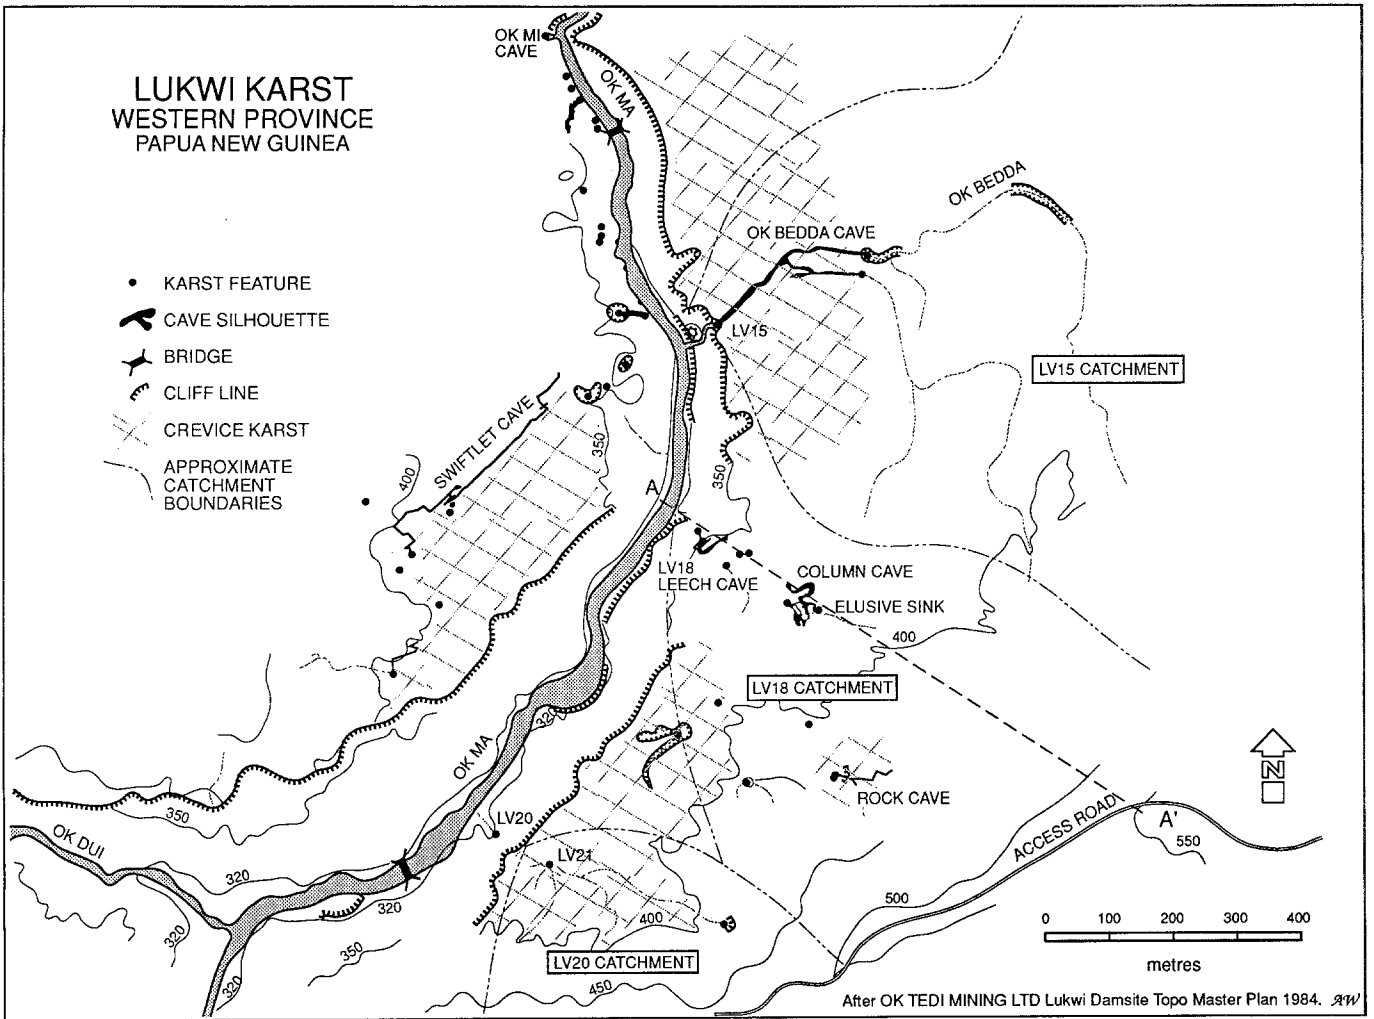 LUKWI KARST
WESTERN PROVINCE
PAPUA NEW GUINEA
OK MI
CAVE
OK MA
OK BEDDA
OK BEDDA CAVE
LV15
LV15 CATCHMENT
KARST FEATURE
CAVE SILHOUETTE
BRIDGE
CLIFF LINE
CREVICE KARST
APPROXIMATE
CATCHMENT
BOUNDARIES
SWIFTLET CAVE
400
350
350
A
LV18
LEECH CAVE
COLUMN CAVE
ELUSIVE SINK
400
LV18 CATCHMENT
320
OK MA
ROCK CAVE
N
ACCESS ROAD
A'
550
350
OK DUI
LV20
LV21
320
320
320
320
350
400
500
LV20 CATCHMENT
450
0 100 200 300 400
metres
After OK TEDI MINING LTD Lukwi Damsite Topo Master Plan 1984. AW